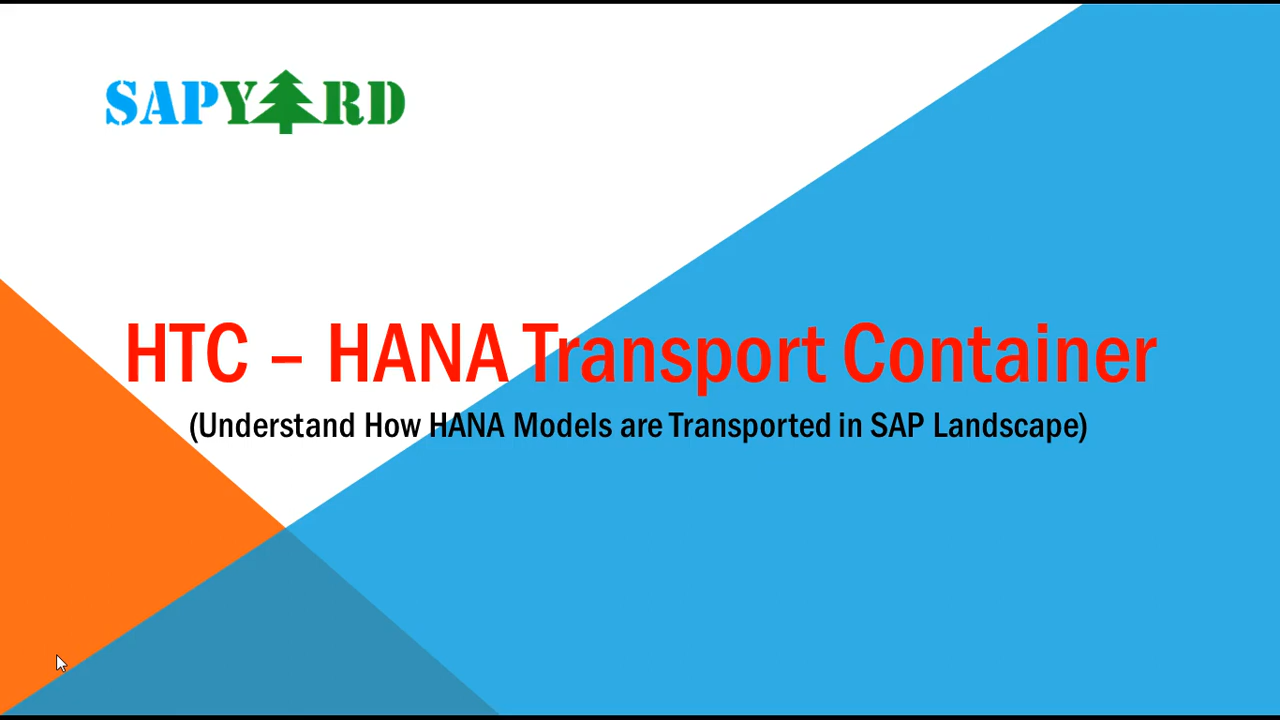 SAPYARD
HTC – HANA Transport Container
(Understand How HANA Models are Transported in SAP Landscape)